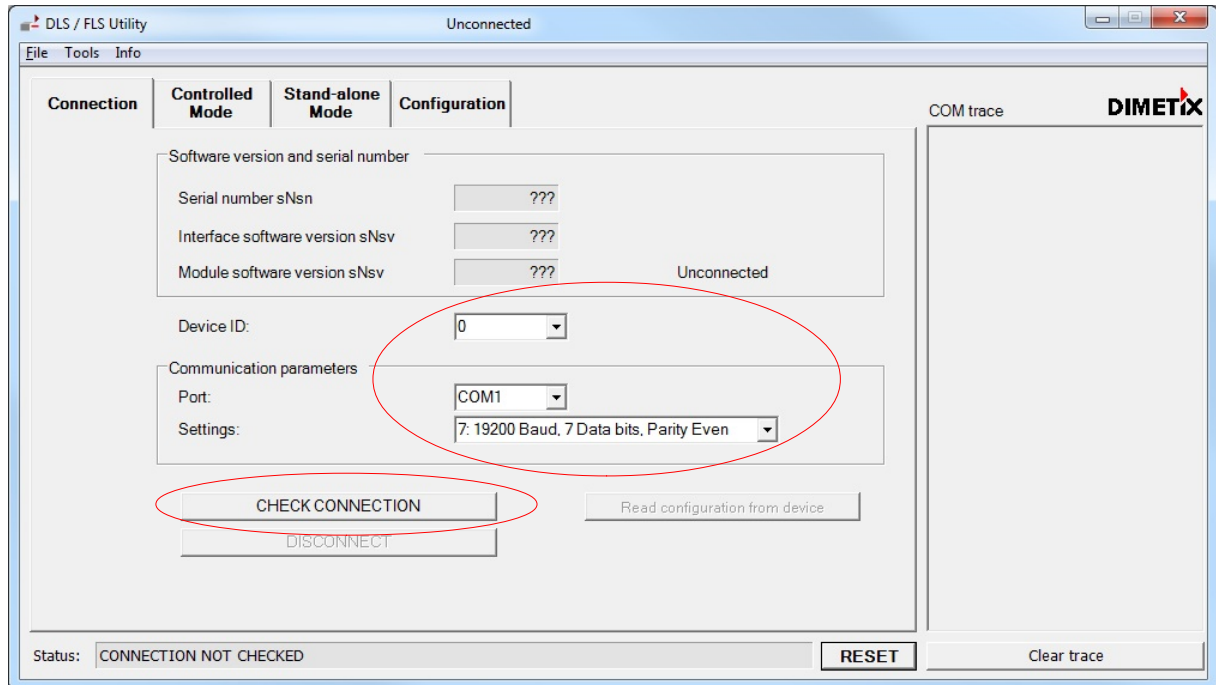 DLS / FLS Utility Unconnected
File Tools Info
Connection
Controlled
Mode
Stand-alone
Mode
Configuration
COM trace
DIMETIX
Software version and serial number
Serial number sNsn ???
Interface software version sNsv ???
Module software version sNsv ??? Unconnected
Device ID: 0
Communication parameters
Port: COM1
Settings: 7: 19200 Baud, 7 Data bits, Parity Even
CHECK CONNECTION Read configuration from device
DISCONNECT
Status: CONNECTION NOT CHECKED RESET Clear trace